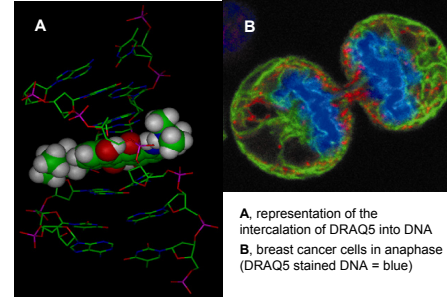 A
B
A, representation of the
intercalation of DRAQ5 into DNA
B, breast cancer cells in anaphase
(DRAQ5 stained DNA = blue)